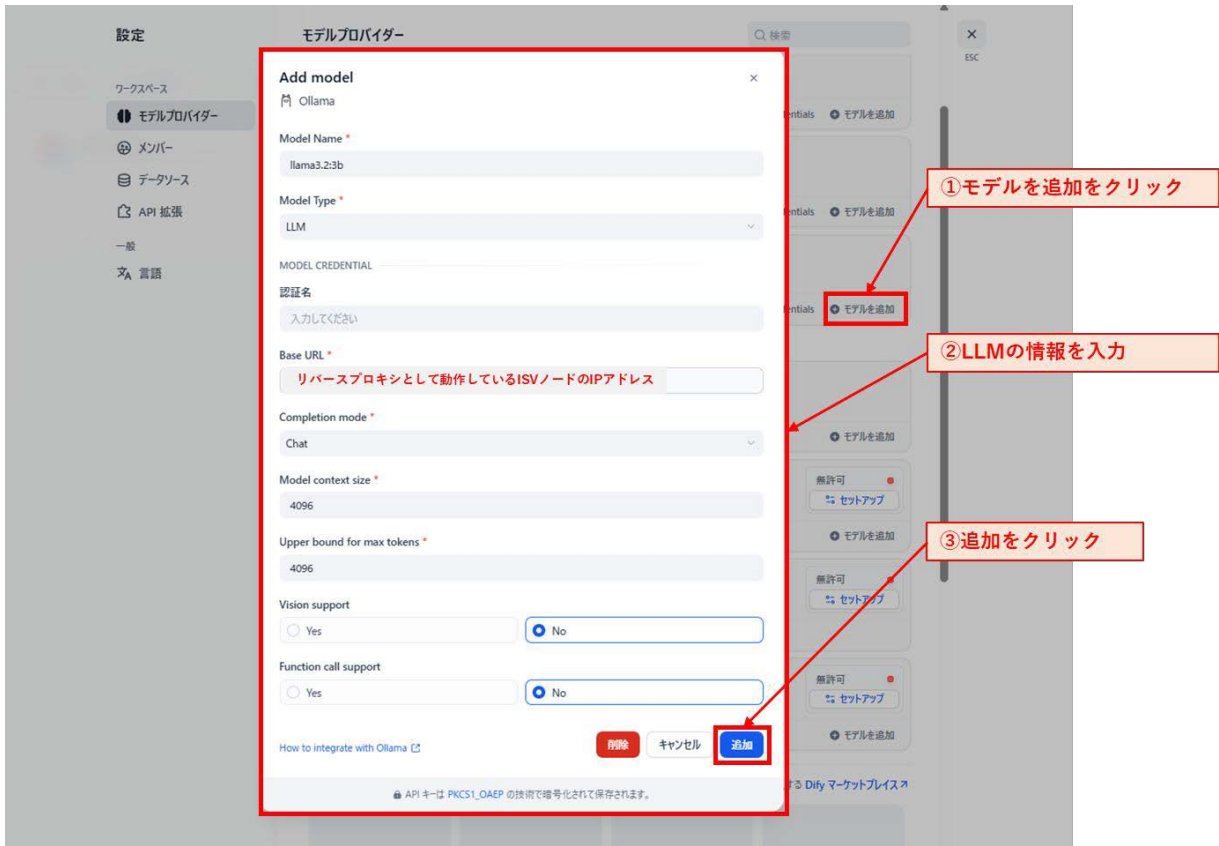 設定
モデルプロバイダー
検索
ESC
ワークスペース
モデルプロバイダー
メンバー
データソース
API 拡張
一般
言語
Add model
Ollama
Model Name *
llama3.2:3b
Model Type *
LLM
MODEL CREDENTIAL
認証名
入力してください
Base URL *
リバースプロキシとして動作しているISVノードのIPアドレス
Completion mode *
Chat
Model context size *
4096
Upper bound for max tokens *
4096
Vision support
Yes
No
Function call support
Yes
No
How to integrate with Ollama
削除
キャンセル
追加
API キーは PKCS1_OAEP の技術で暗号化されて保存されます。
entials モデルを追加
entials モデルを追加
entials モデルを追加
モデルを追加
無許可
セットアップ
モデルを追加
無許可
セットアップ
無許可
セットアップ
モデルを追加
する Dify マーケットプレイス
①モデルを追加をクリック
②LLMの情報を入力
③追加をクリック